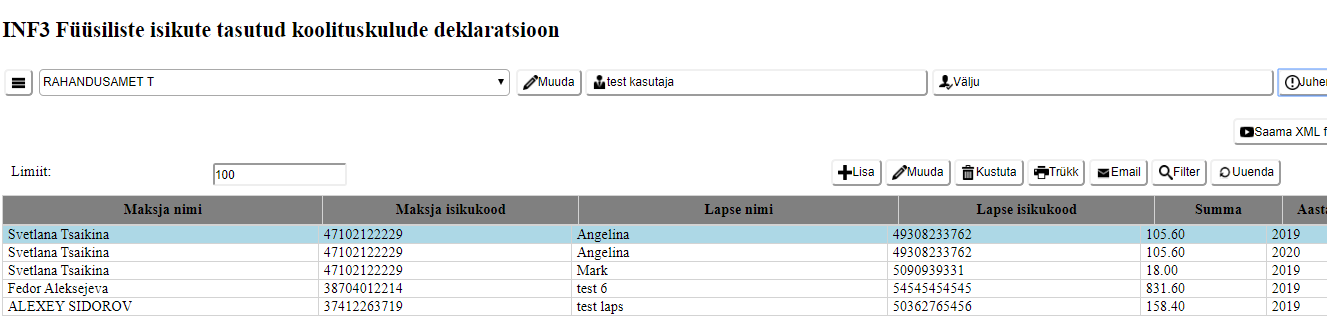 INF3 Füüsiliste isikute tasutud koolituskulude deklaratsioon
RAHANDUSAMET T Muuda test kasutaja Välju Juhe
Saama XML f
Limiit: 100 Lisa Muuda Kustuta Trükk Email Filter Uuenda
Maksja nimi Maksja isikukood Lapse nimi Lapse isikukood Summa Aasta
Svetlana Tsaikina 47102122229 Angelina 49308233762 105.60 2019
Svetlana Tsaikina 47102122229 Angelina 49308233762 105.60 2020
Svetlana Tsaikina 47102122229 Mark 5090939331 18.00 2019
Fedor Aleksejeva 38704012214 test 6 54545454545 831.60 2019
ALEXEY SIDOROV 37412263719 test laps 50362765456 158.40 2019